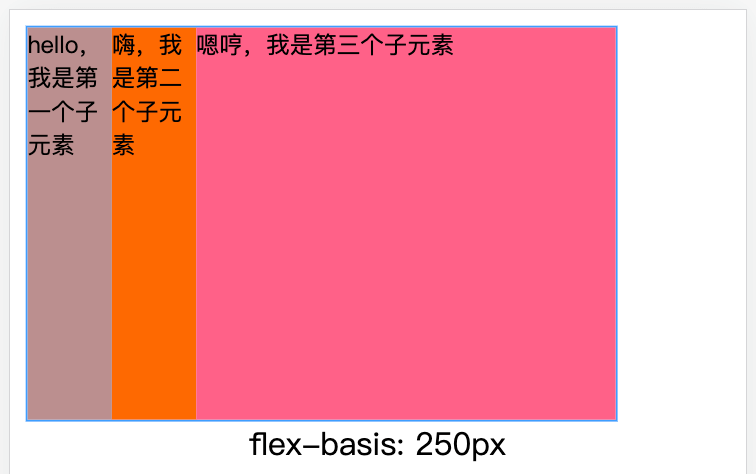 hello，
我是第
一个子
元素
嗨，我
是第二
个子元
素
嗯哼，我是第三个子元素
flex-basis: 250px